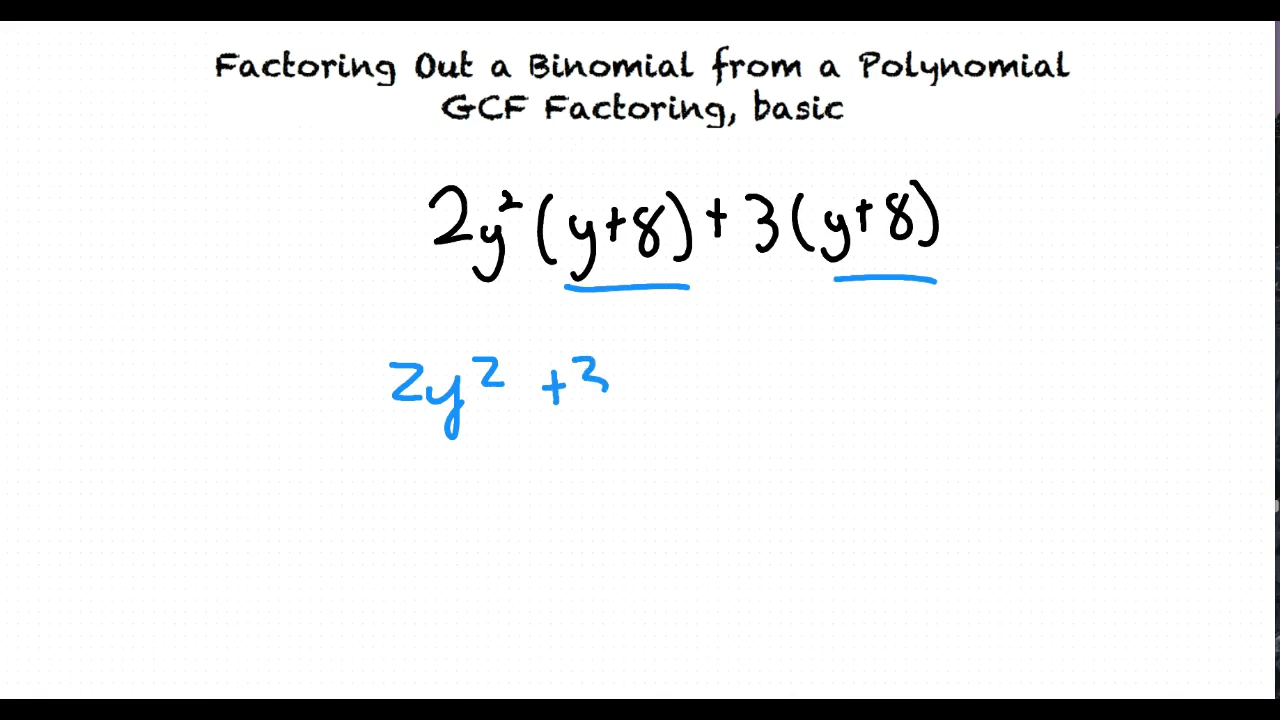 Factoring Out a Binomial from a Polynomial
GCF Factoring, basic
2y²(y+8)+3(y+8)
2y² +3